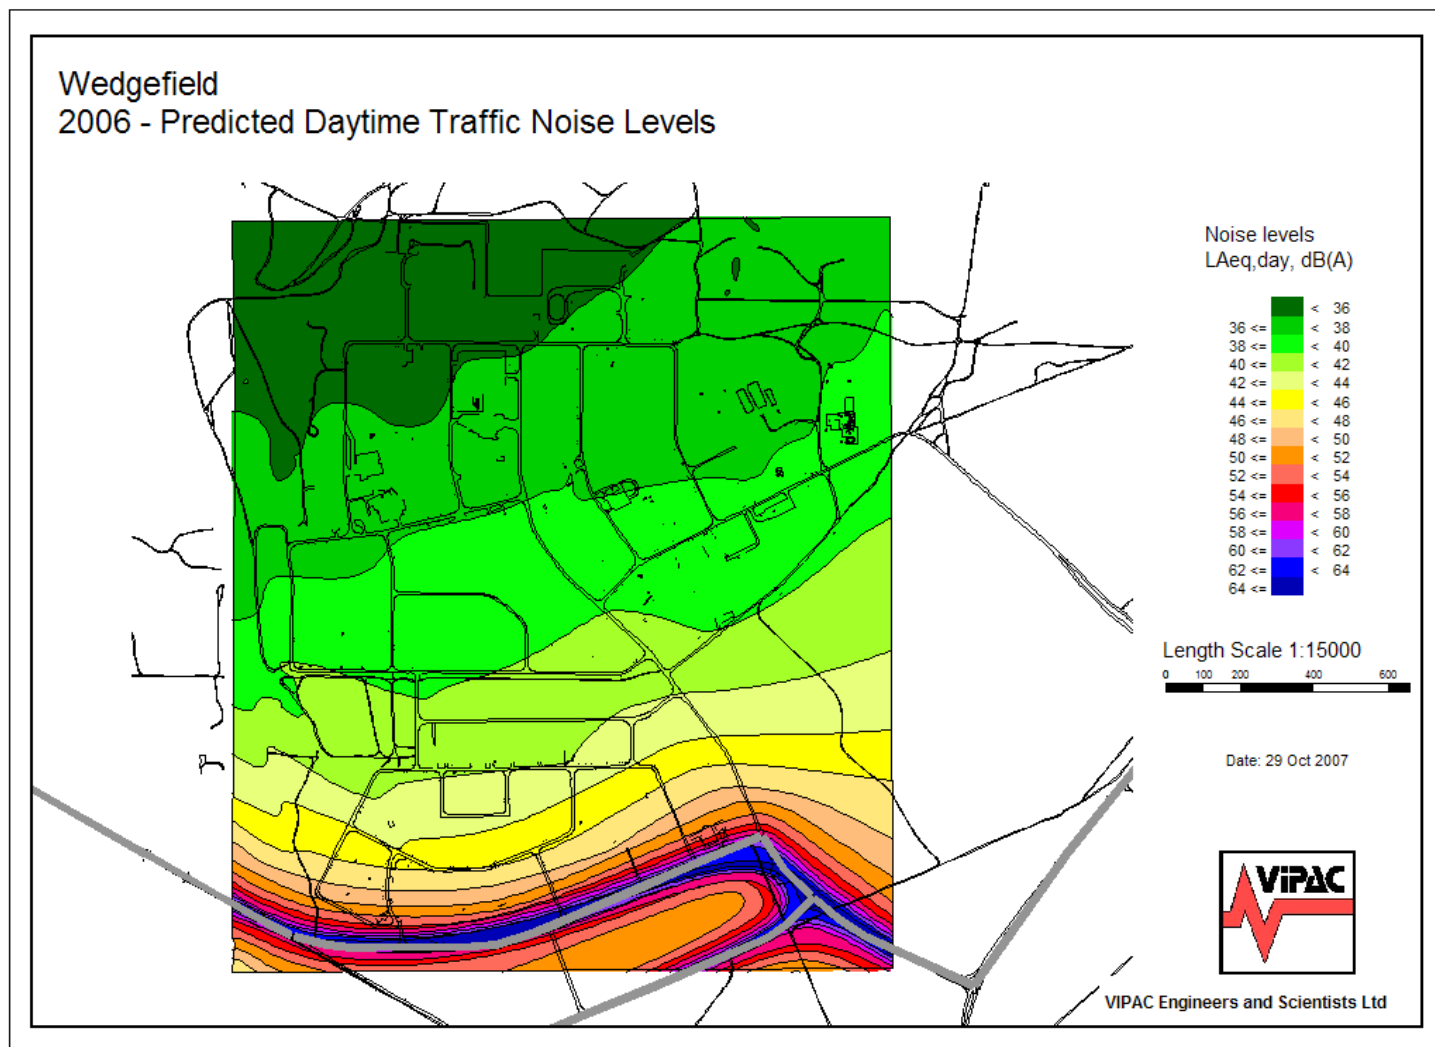 Wedgefield
2006 - Predicted Daytime Traffic Noise Levels
Noise levels
LAeq,day, dB(A)
< 36
36 <= < 38
38 <= < 40
40 <= < 42
42 <= < 44
44 <= < 46
46 <= < 48
48 <= < 50
50 <= < 52
52 <= < 54
54 <= < 56
56 <= < 58
58 <= < 60
60 <= < 62
62 <= < 64
64 <=
Length Scale 1:15000
0 100 200 400 600
Date: 29 Oct 2007
ViPAC
VIPAC Engineers and Scientists Ltd